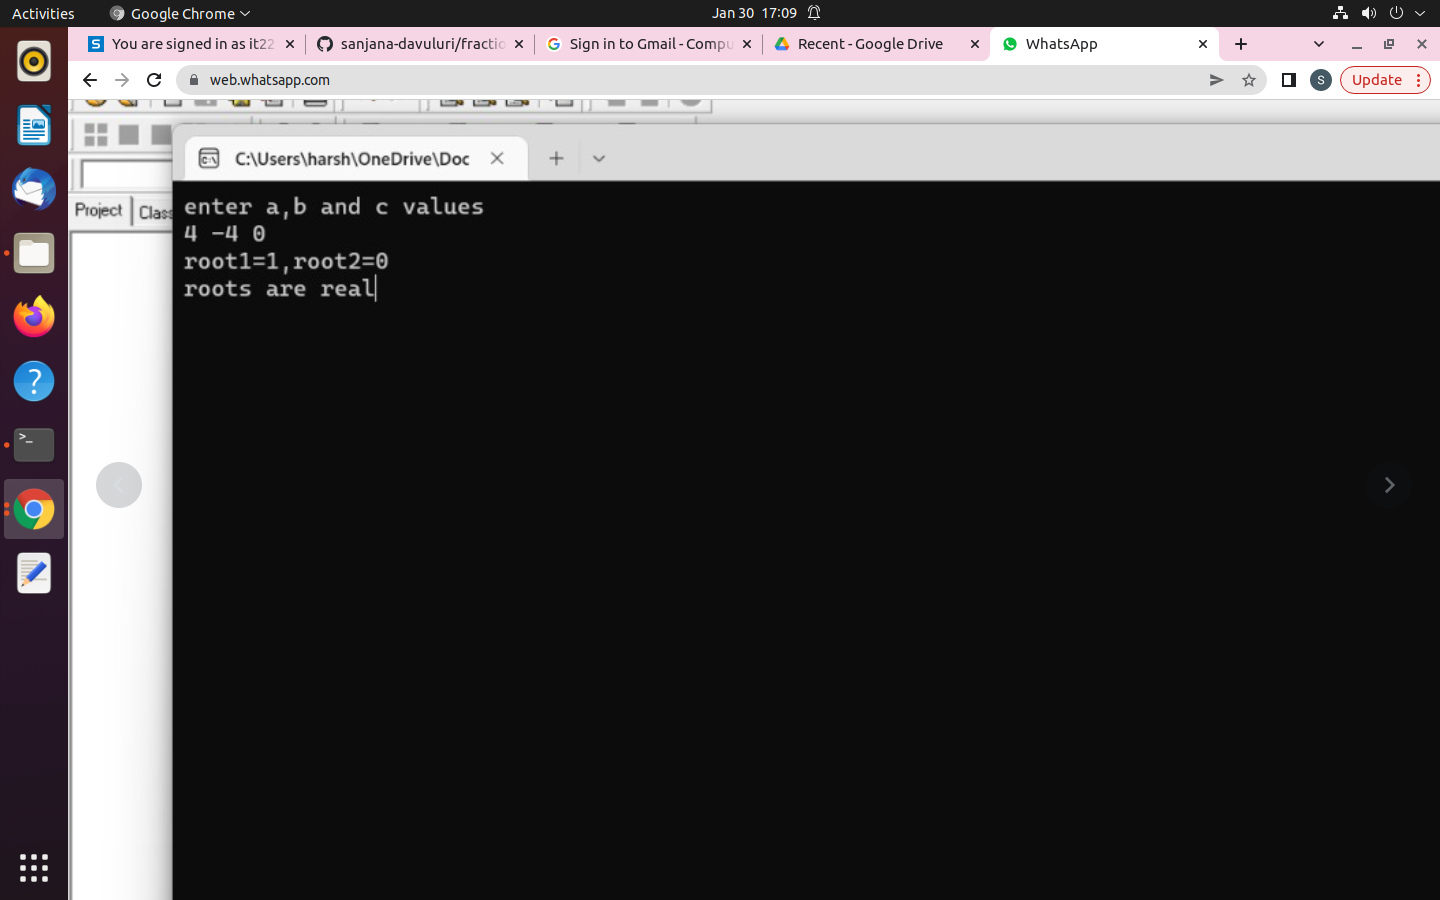 Activities
Google Chrome
Jan 30 17:09
You are signed in as it22
sanjana-davuluri/fractio
Sign in to Gmail - Compu
Recent - Google Drive
WhatsApp
web.whatsapp.com
S
Update
C:\Users\harsh\OneDrive\Doc
Project
Class
enter a,b and c values
4 -4 0
root1=1,root2=0
roots are real